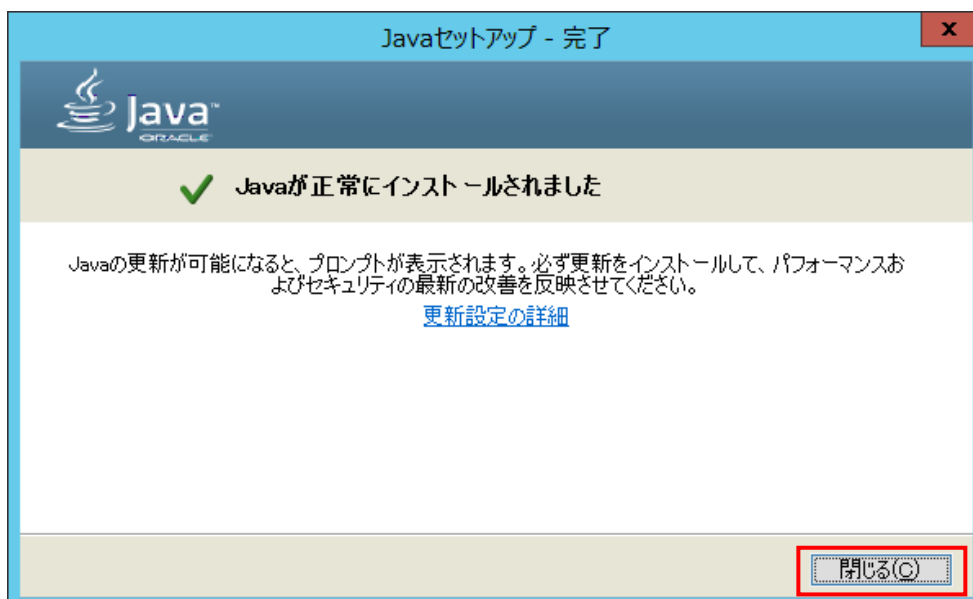 Javaセットアップ - 完了
x
Java™
ORACLE
Javaが正常にインストールされました
Javaの更新が可能になると、プロンプトが表示されます。必ず更新をインストールして、パフォーマンスお
よびセキュリティの最新の改善を反映させてください。
更新設定の詳細
閉じる(C)